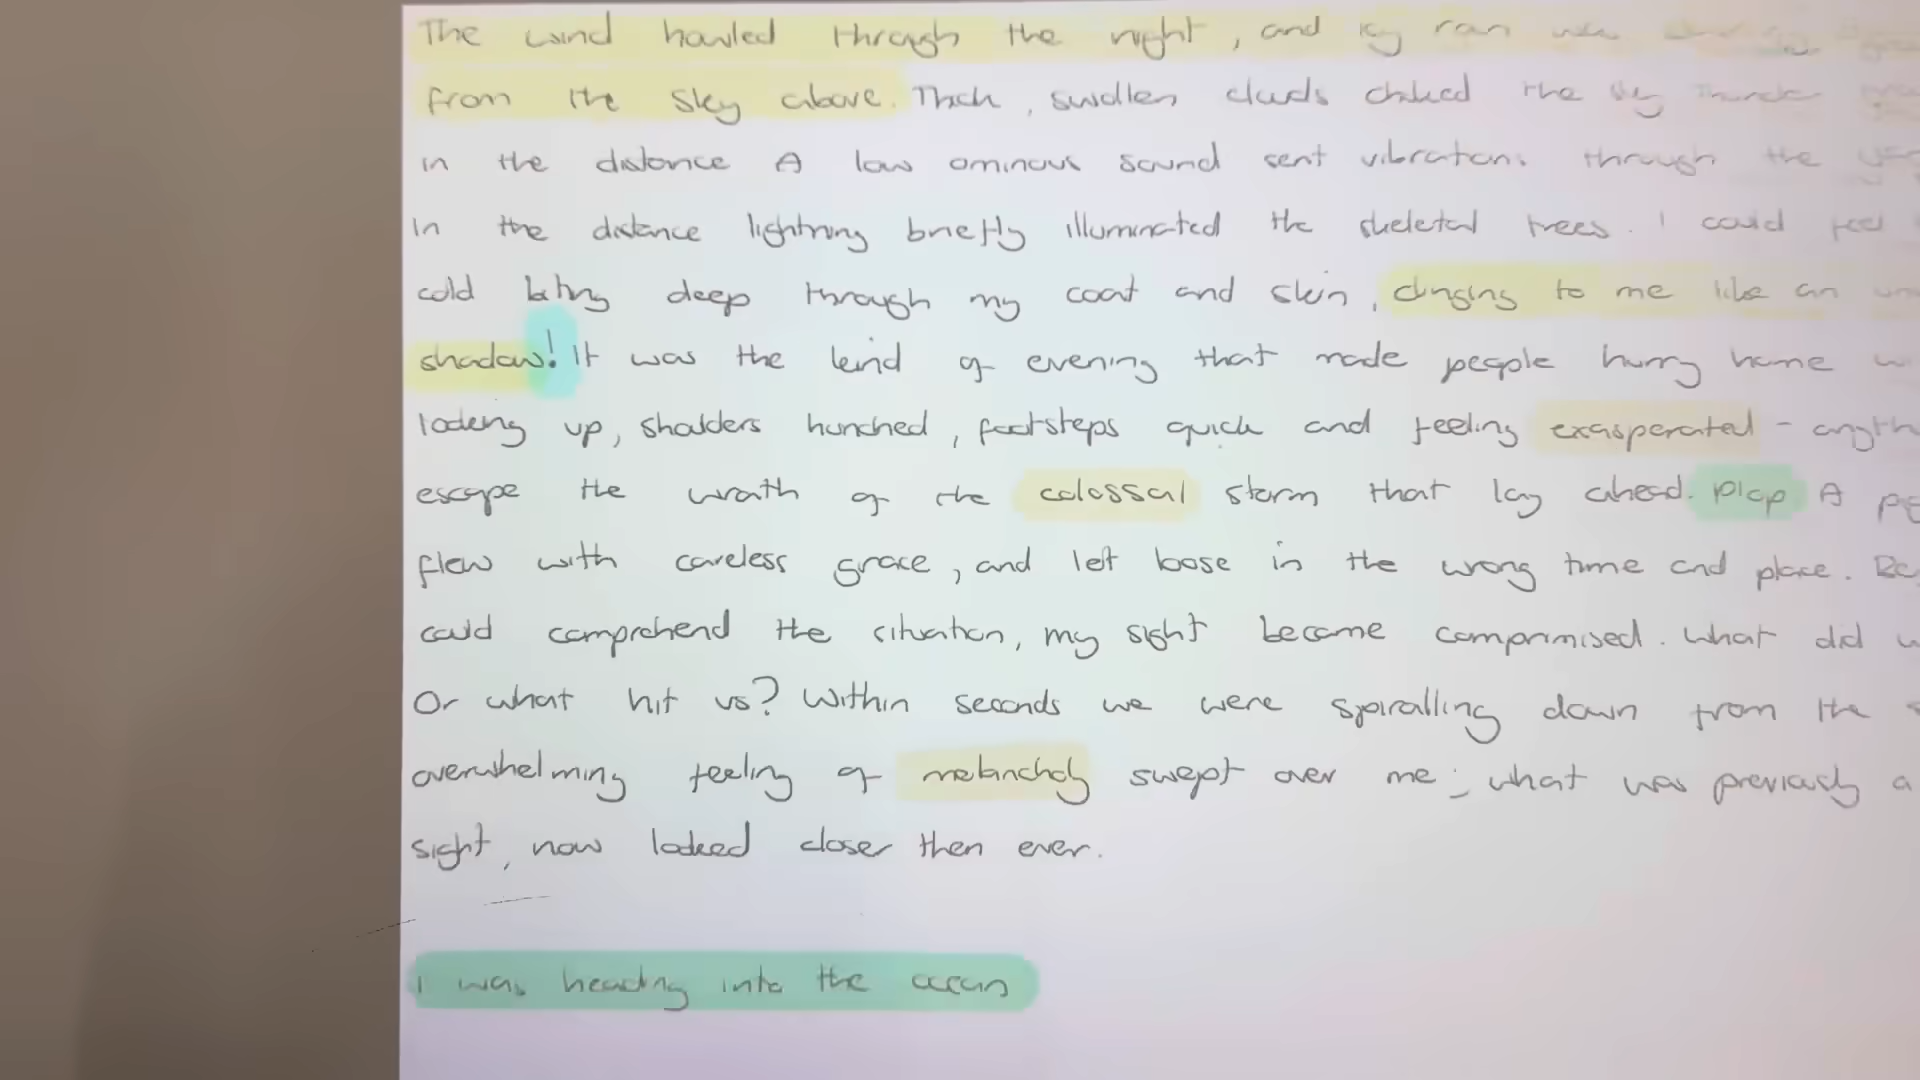 The wind howled through the night, and icy rain
from the sky above. Thick, swollen clouds choked the sky Thunder
in the distance A low ominous sound sent vibrations through the
In the distance lightning briefly illuminated the skeletal trees. I could feel
cold biting deep through my coat and skin, clinging to me like an
shadow! It was the kind of evening that made people hurry home
looking up, shoulders hunched, footsteps quick and feeling exasperated -
escape the wrath of the colossal storm that lay ahead. plop A
flew with careless grace, and left loose in the wrong time and place.
could comprehend the situation, my sight became comprimised. What did
Or what hit us? Within seconds we were spiralling down from the
overwhelming feeling of melancholy swept over me; what was previously a
sight, now looked closer then ever.
I was heading into the ocean